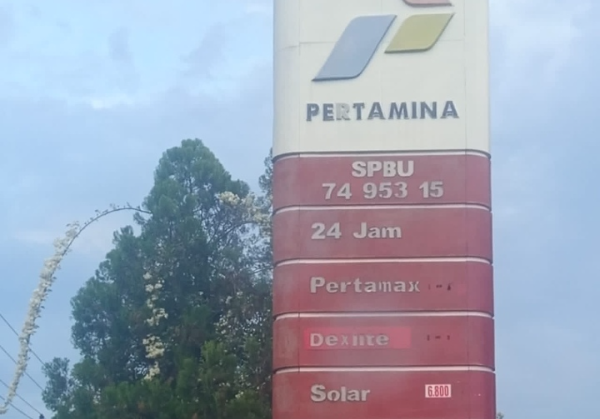 PERTAMINA
SPBU
74 953 15
24 Jam
Pertamax
Dexlite
Solar 6.800